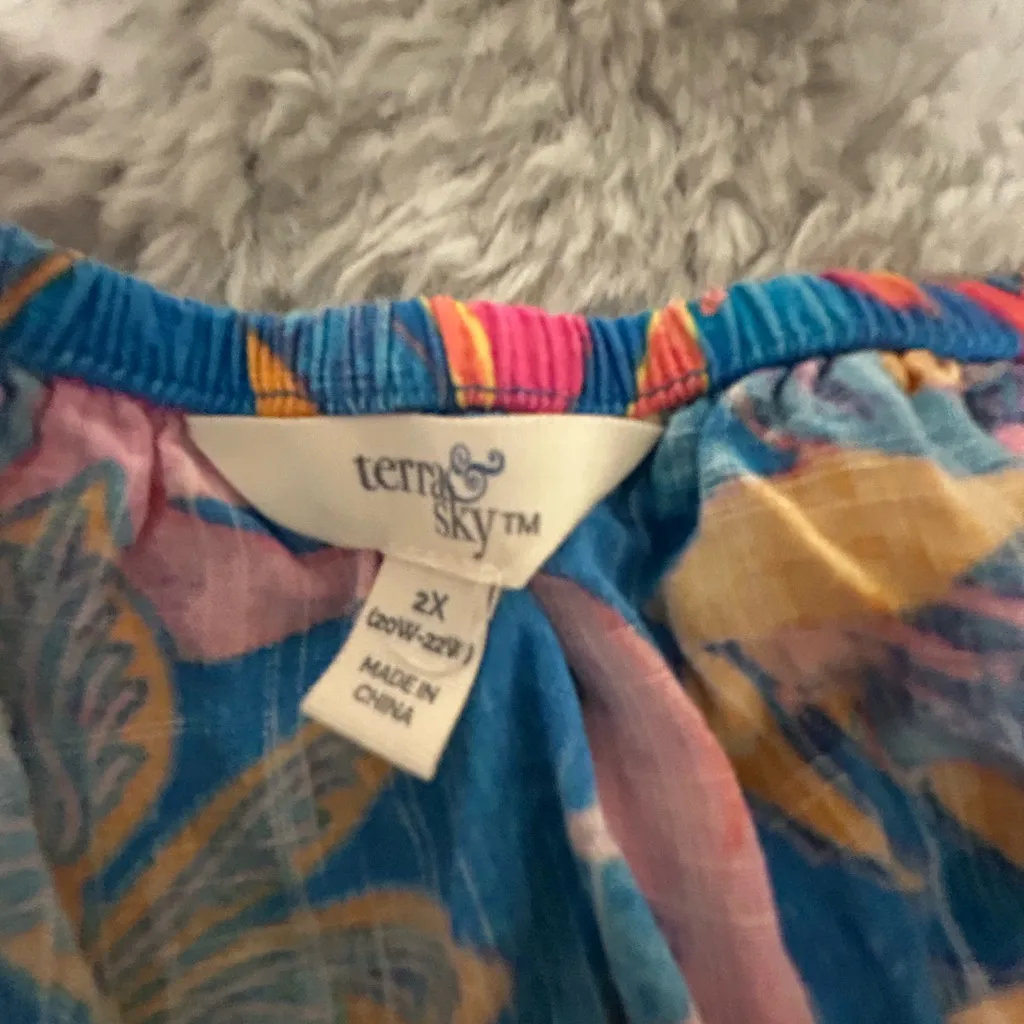 terra &
sky™
2X
(20W-22W)
MADE IN
CHINA